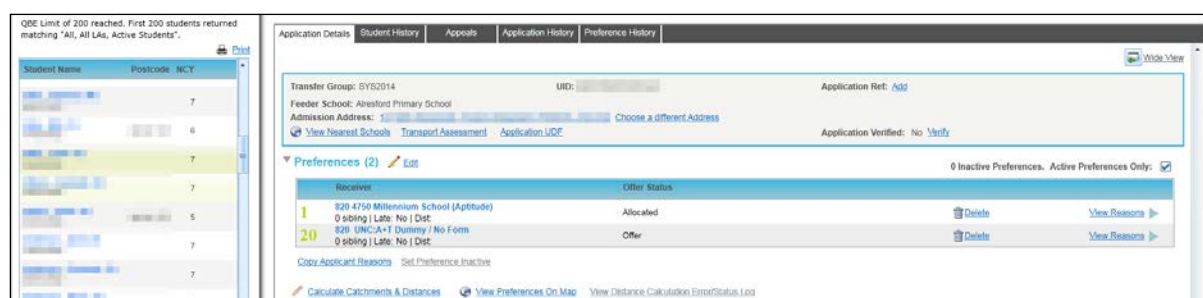 QBE Limit of 200 reached. First 200 students returned
matching "All, All LAs, Active Students".
Print
Student Name Postcode NCY
7
6
7
7
5
7
7
Application Details Student History Appeals Application History Preference History
Wide View
Transfer Group: SYS2014 UID: Application Ref: Add
Feeder School: Alresford Primary School
Admission Address: Choose a different Address
View Nearest Schools Transport Assessment Application UDF Application Verified: No Verify
Preferences (2) Edit 0 Inactive Preferences. Active Preferences Only:
Receiver Offer Status
1 820 4750 Millennium School (Aptitude) Allocated Delete View Reasons
0 sibling | Late: No | Dist:
20 820 UNC:A+T Dummy / No Form Offer Delete View Reasons
0 sibling | Late: No | Dist:
Copy Applicant Reasons Set Preference Inactive
Calculate Catchments & Distances View Preferences On Map View Distance Calculation Error/Status Log